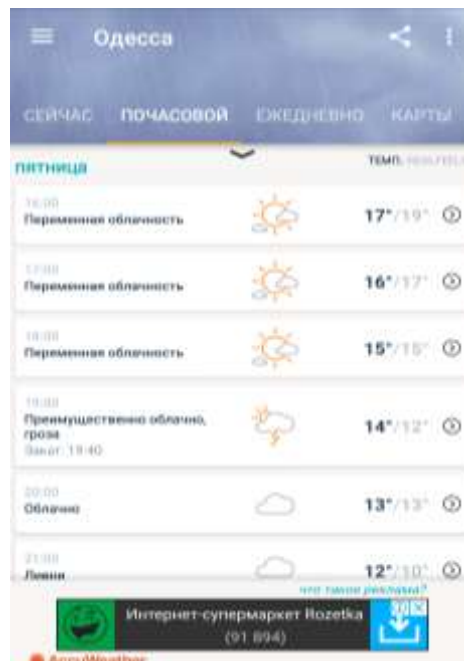 Одесса
СЕЙЧАС ПОЧАСОВОЙ ЕЖЕДНЕВНО КАРТЫ
ПЯТНИЦА ТЕМП.
16:00
Переменная облачность 17°/19°
17:00
Переменная облачность 16°/17°
18:00
Переменная облачность 15°/15°
19:00
Преимущественно облачно, гроза 14°/12°
Закат: 19:40
20:00
Облачно 13°/13°
21:00
Ливни 12°/10°
что такое реклама?
Интернет-супермаркет Rozetka
(91 894)
AccuWeather